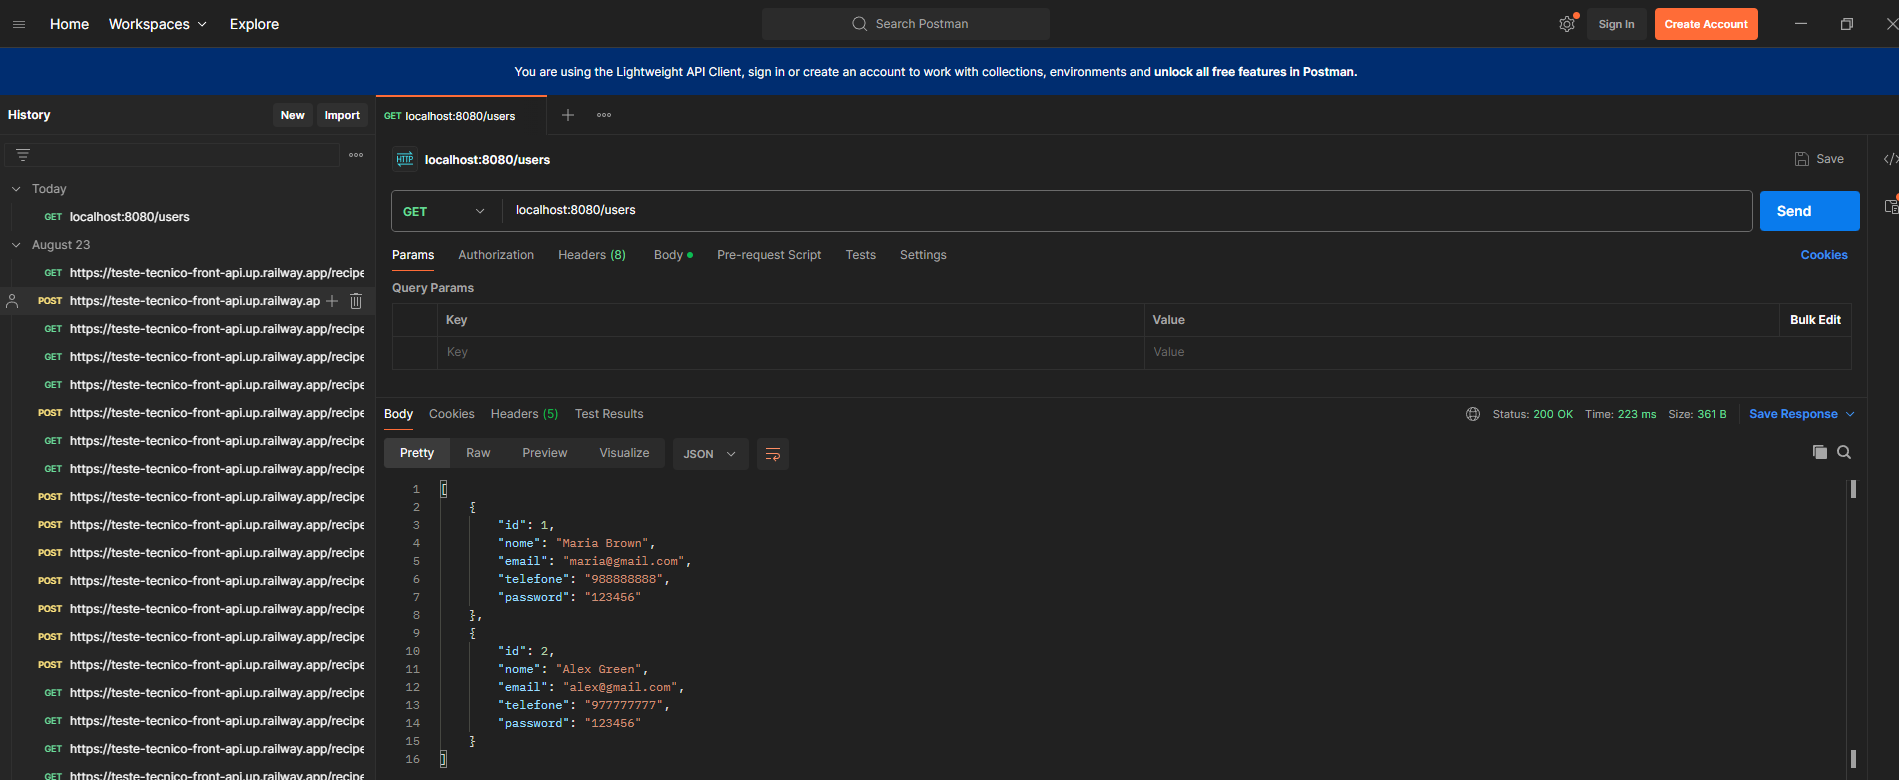 Home Workspaces Explore Search Postman Sign In Create Account
You are using the Lightweight API Client, sign in or create an account to work with collections, environments and unlock all free features in Postman.
History New Import
Today
GET localhost:8080/users
August 23
GET https://teste-tecnico-front-api.up.railway.app/recipe
POST https://teste-tecnico-front-api.up.railway.ap
GET https://teste-tecnico-front-api.up.railway.app/recipe
GET https://teste-tecnico-front-api.up.railway.app/recipe
GET https://teste-tecnico-front-api.up.railway.app/recipe
POST https://teste-tecnico-front-api.up.railway.app/recipe
GET https://teste-tecnico-front-api.up.railway.app/recipe
GET https://teste-tecnico-front-api.up.railway.app/recipe
POST https://teste-tecnico-front-api.up.railway.app/recipe
POST https://teste-tecnico-front-api.up.railway.app/recipe
POST https://teste-tecnico-front-api.up.railway.app/recipe
POST https://teste-tecnico-front-api.up.railway.app/recipe
POST https://teste-tecnico-front-api.up.railway.app/recipe
POST https://teste-tecnico-front-api.up.railway.app/recipe
POST https://teste-tecnico-front-api.up.railway.app/recipe
GET https://teste-tecnico-front-api.up.railway.app/recipe
GET https://teste-tecnico-front-api.up.railway.app/recipe
GET https://teste-tecnico-front-api.up.railway.app/recipe
GET https://teste-tecnico-front-api.up.railway.app/recipe
GET localhost:8080/users
HTTP localhost:8080/users Save
GET localhost:8080/users Send
Params Authorization Headers (8) Body Pre-request Script Tests Settings Cookies
Query Params
Key Value Bulk Edit
Key Value
Body Cookies Headers (5) Test Results Status: 200 OK Time: 223 ms Size: 361 B Save Response
Pretty Raw Preview Visualize JSON
1 [
2 {
3 "id": 1,
4 "nome": "Maria Brown",
5 "email": "maria@gmail.com",
6 "telefone": "988888888",
7 "password": "123456"
8 },
9 {
10 "id": 2,
11 "nome": "Alex Green",
12 "email": "alex@gmail.com",
13 "telefone": "977777777",
14 "password": "123456"
15 }
16 ]